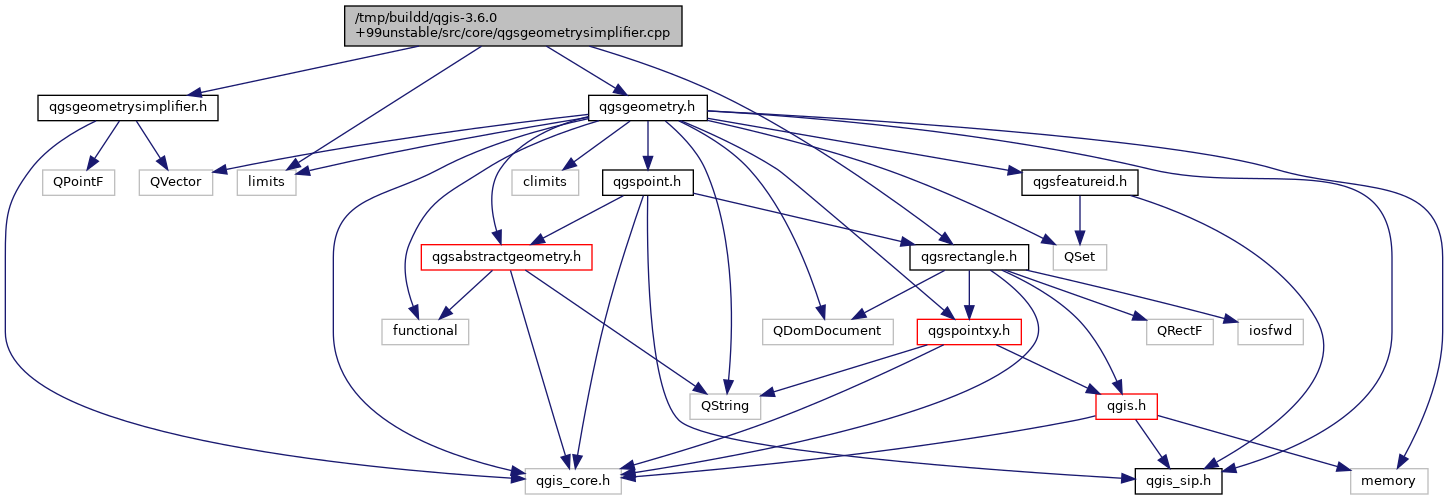 /tmp/buildd/qgis-3.6.0
+99unstable/src/core/qgsgeometrysimplifier.cpp
qgsgeometrysimplifier.h
qgsgeometry.h
QPointF
QVector
limits
climits
qgspoint.h
qgsfeatureid.h
qgsabstractgeometry.h
qgsrectangle.h
QSet
functional
QDomDocument
qgspointxy.h
QRectF
iosfwd
QString
qgis.h
qgis_core.h
qgis_sip.h
memory